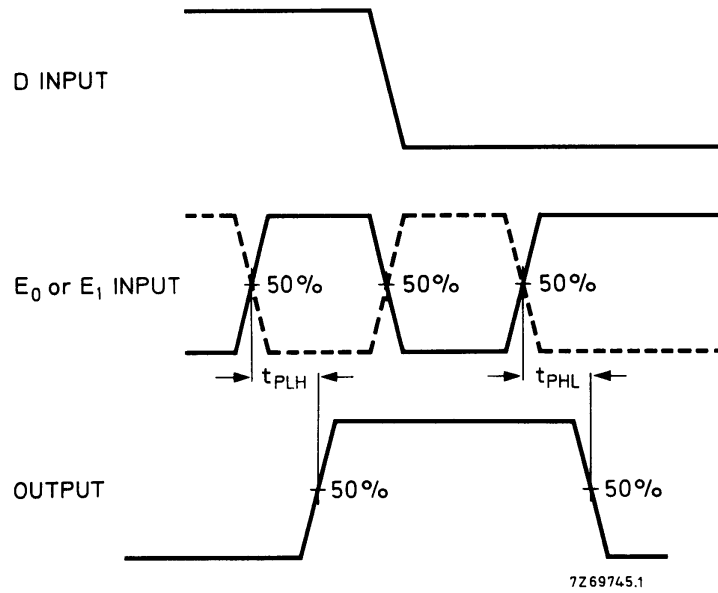 D INPUT
E₀ or E₁ INPUT
50% 50% 50%
tPLH tPHL
OUTPUT
50% 50%
7Z69745.1